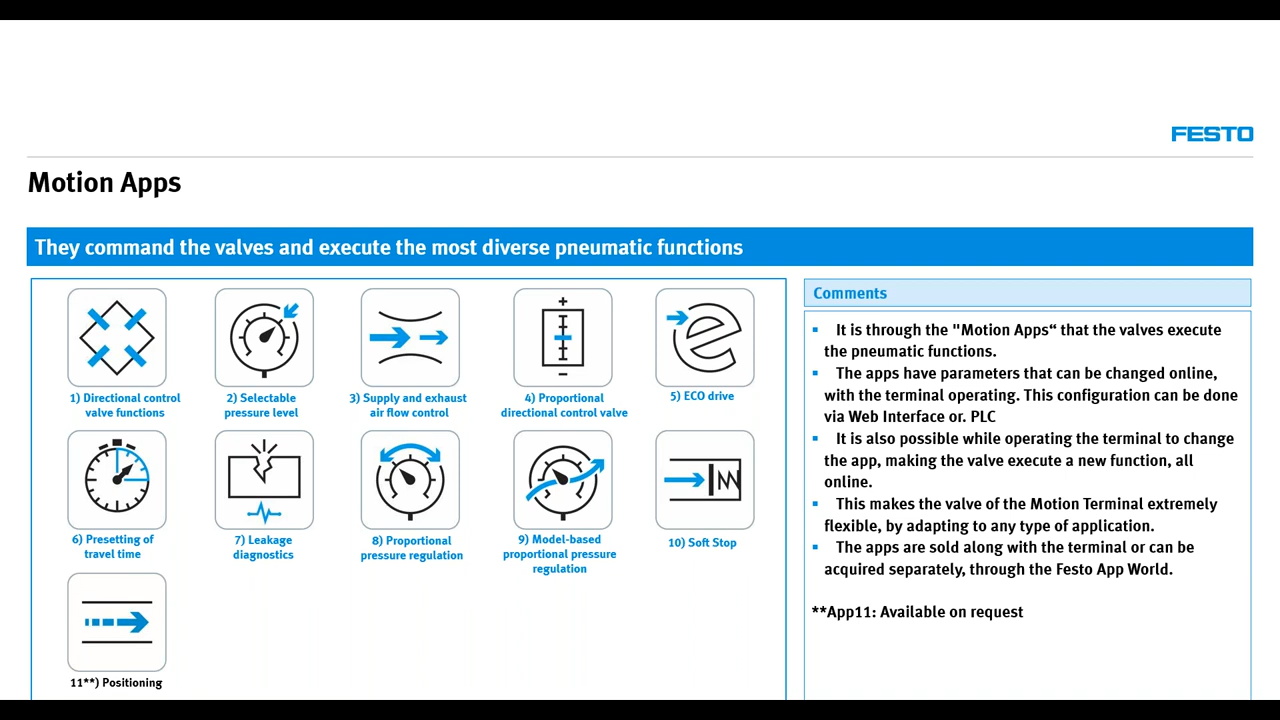 FESTO
Motion Apps
They command the valves and execute the most diverse pneumatic functions
+
−
1) Directional control
valve functions
2) Selectable
pressure level
3) Supply and exhaust
air flow control
4) Proportional
directional control valve
5) ECO drive
6) Presetting of
travel time
7) Leakage
diagnostics
8) Proportional
pressure regulation
9) Model-based
proportional pressure
regulation
10) Soft Stop
11**) Positioning
Comments
▪ It is through the "Motion Apps“ that the valves execute
the pneumatic functions.
▪ The apps have parameters that can be changed online,
with the terminal operating. This configuration can be done
via Web Interface or. PLC
▪ It is also possible while operating the terminal to change
the app, making the valve execute a new function, all
online.
▪ This makes the valve of the Motion Terminal extremely
flexible, by adapting to any type of application.
▪ The apps are sold along with the terminal or can be
acquired separately, through the Festo App World.
**App11: Available on request